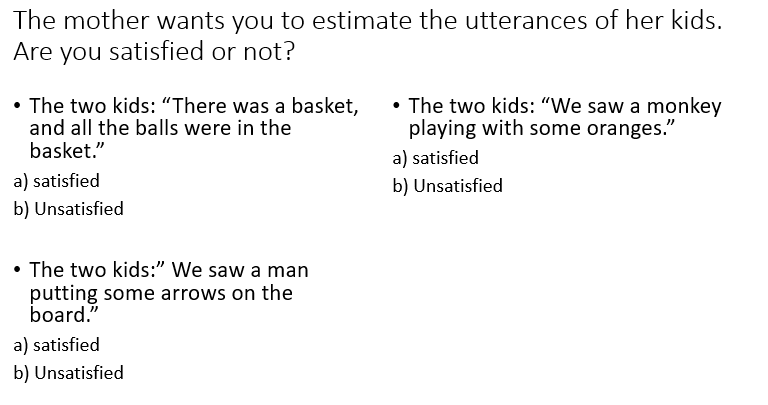 The mother wants you to estimate the utterances of her kids.
Are you satisfied or not?
• The two kids: “There was a basket,
and all the balls were in the
basket.”
a) satisfied
b) Unsatisfied
• The two kids:” We saw a man
putting some arrows on the
board.”
a) satisfied
b) Unsatisfied
• The two kids: “We saw a monkey
playing with some oranges.”
a) satisfied
b) Unsatisfied